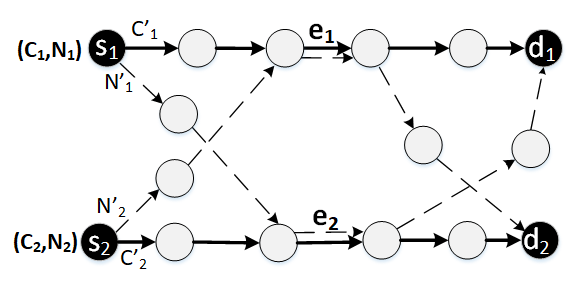 C'₁
e₁
(C₁,N₁) s₁ d₁
N'₁
N'₂
e₂
(C₂,N₂) s₂ d₂
C'₂